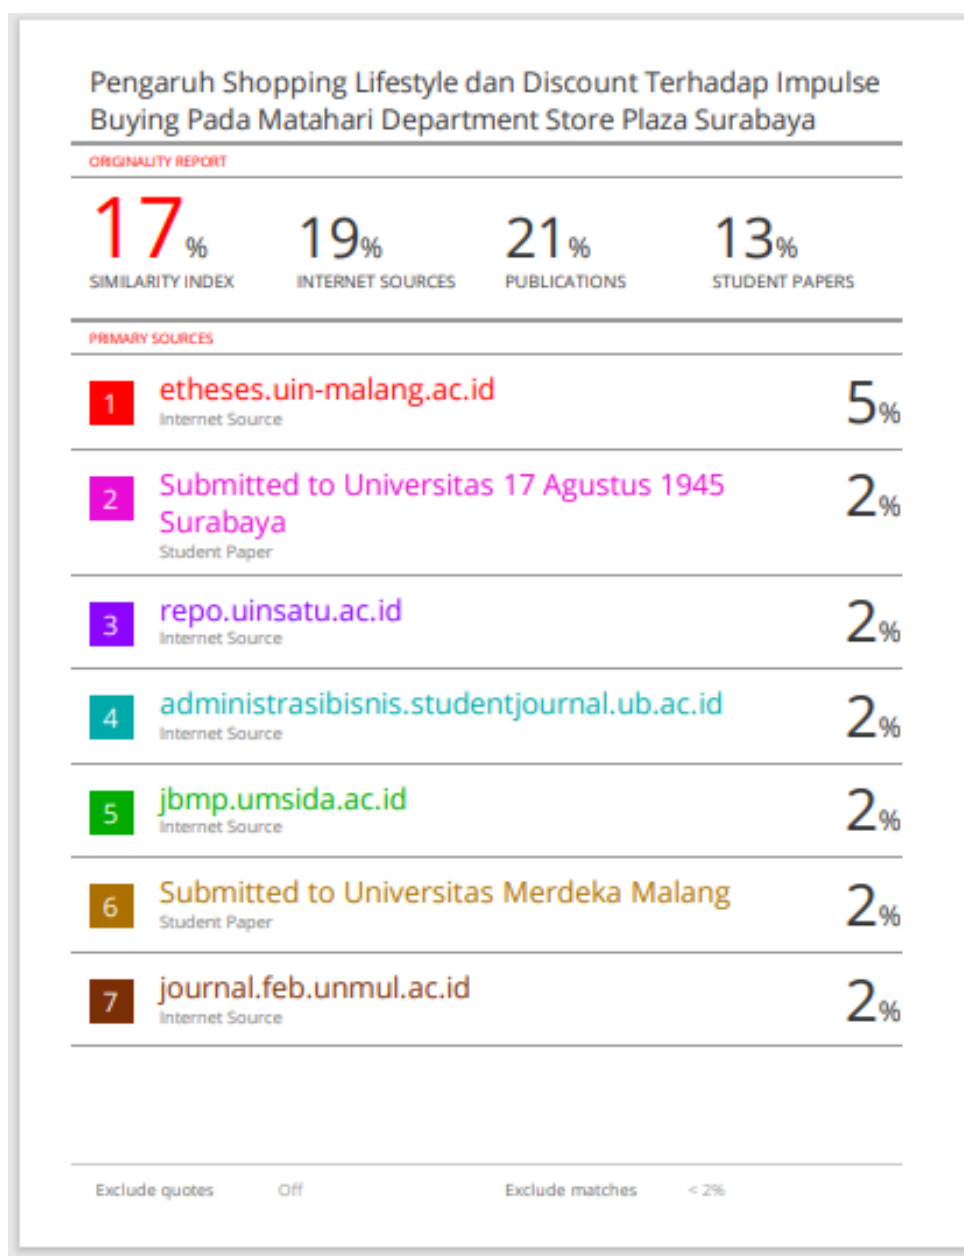 Pengaruh Shopping Lifestyle dan Discount Terhadap Impulse
Buying Pada Matahari Department Store Plaza Surabaya
ORIGINALITY REPORT
17% 19% 21% 13%
SIMILARITY INDEX INTERNET SOURCES PUBLICATIONS STUDENT PAPERS
PRIMARY SOURCES
1 etheses.uin-malang.ac.id 5%
Internet Source
2 Submitted to Universitas 17 Agustus 1945 2%
Surabaya
Student Paper
3 repo.uinsatu.ac.id 2%
Internet Source
4 administrasibisnis.studentjournal.ub.ac.id 2%
Internet Source
5 jbmp.umsida.ac.id 2%
Internet Source
6 Submitted to Universitas Merdeka Malang 2%
Student Paper
7 journal.feb.unmul.ac.id 2%
Internet Source
Exclude quotes Off Exclude matches < 2%